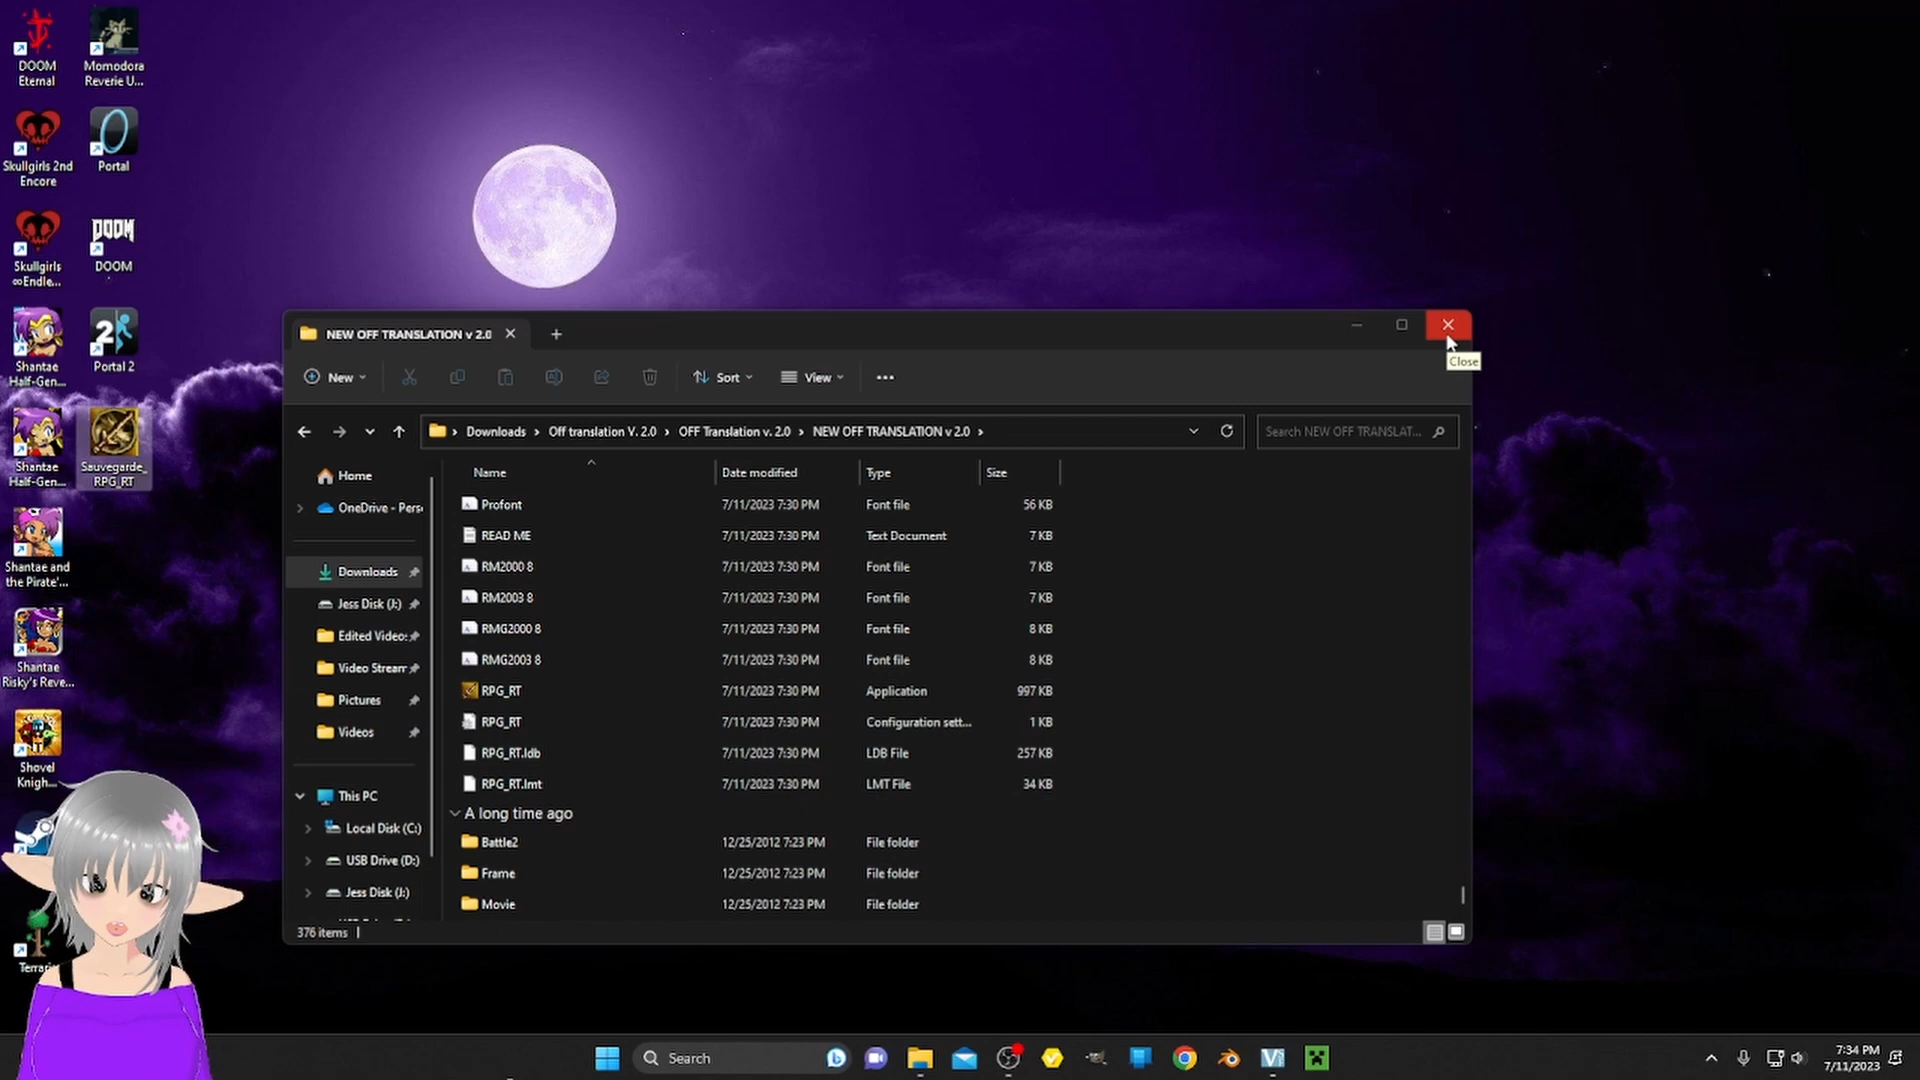 DOOM
Eternal
Momodora
Reverie U...
Skullgirls 2nd
Encore
Portal
Skullgirls
∞Endle...
DOOM
DOOM
Shantae
Half-Gen...
2
Portal 2
Shantae
Half-Gen...
Sauvegarde_
RPG_RT
Shantae and
the Pirate'...
Shantae
Risky's Reve...
Shovel
Knigh...
NEW OFF TRANSLATION v 2.0
Close
New
Sort
View
Downloads > Off translation V. 2.0 > OFF Translation v. 2.0 > NEW OFF TRANSLATION v 2.0 >
Search NEW OFF TRANSLAT...
Home
OneDrive - Pers
Downloads
Jess Disk (J:)
Edited Video:
Video Stream
Pictures
Videos
This PC
Local Disk (C:)
USB Drive (D:)
Jess Disk (J:)
Name Date modified Type Size
Profont 7/11/2023 7:30 PM Font file 56 KB
READ ME 7/11/2023 7:30 PM Text Document 7 KB
RM2000 8 7/11/2023 7:30 PM Font file 7 KB
RM2003 8 7/11/2023 7:30 PM Font file 7 KB
RMG2000 8 7/11/2023 7:30 PM Font file 8 KB
RMG2003 8 7/11/2023 7:30 PM Font file 8 KB
RPG_RT 7/11/2023 7:30 PM Application 997 KB
RPG_RT 7/11/2023 7:30 PM Configuration sett... 1 KB
RPG_RT.ldb 7/11/2023 7:30 PM LDB File 257 KB
RPG_RT.lmt 7/11/2023 7:30 PM LMT File 34 KB
A long time ago
Battle2 12/25/2012 7:23 PM File folder
Frame 12/25/2012 7:23 PM File folder
Movie 12/25/2012 7:23 PM File folder
376 items
Terrari
Search
7:34 PM
7/11/2023